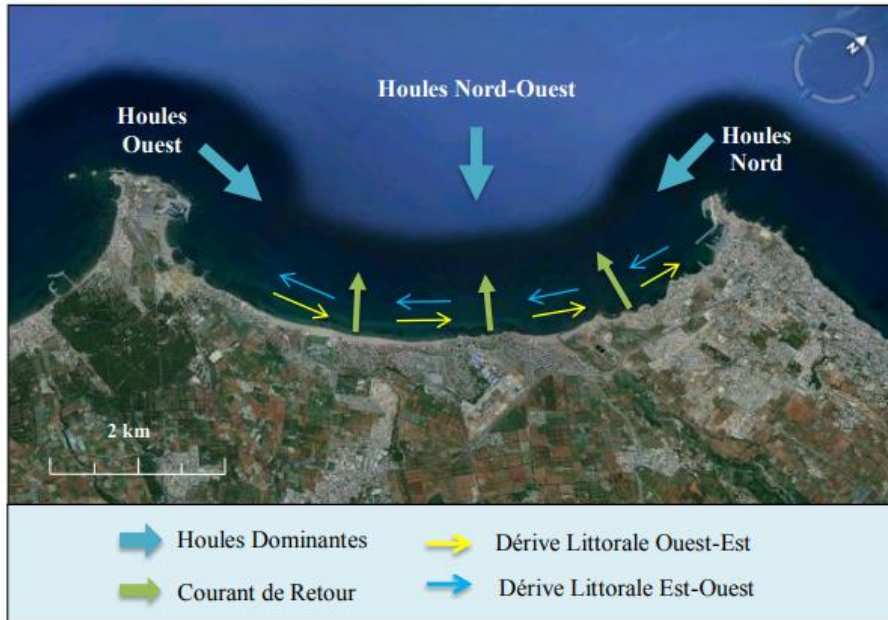 Houles Nord-Ouest
Houles
Ouest
Houles
Nord
N
2 km
Houles Dominantes
Dérive Littorale Ouest-Est
Courant de Retour
Dérive Littorale Est-Ouest